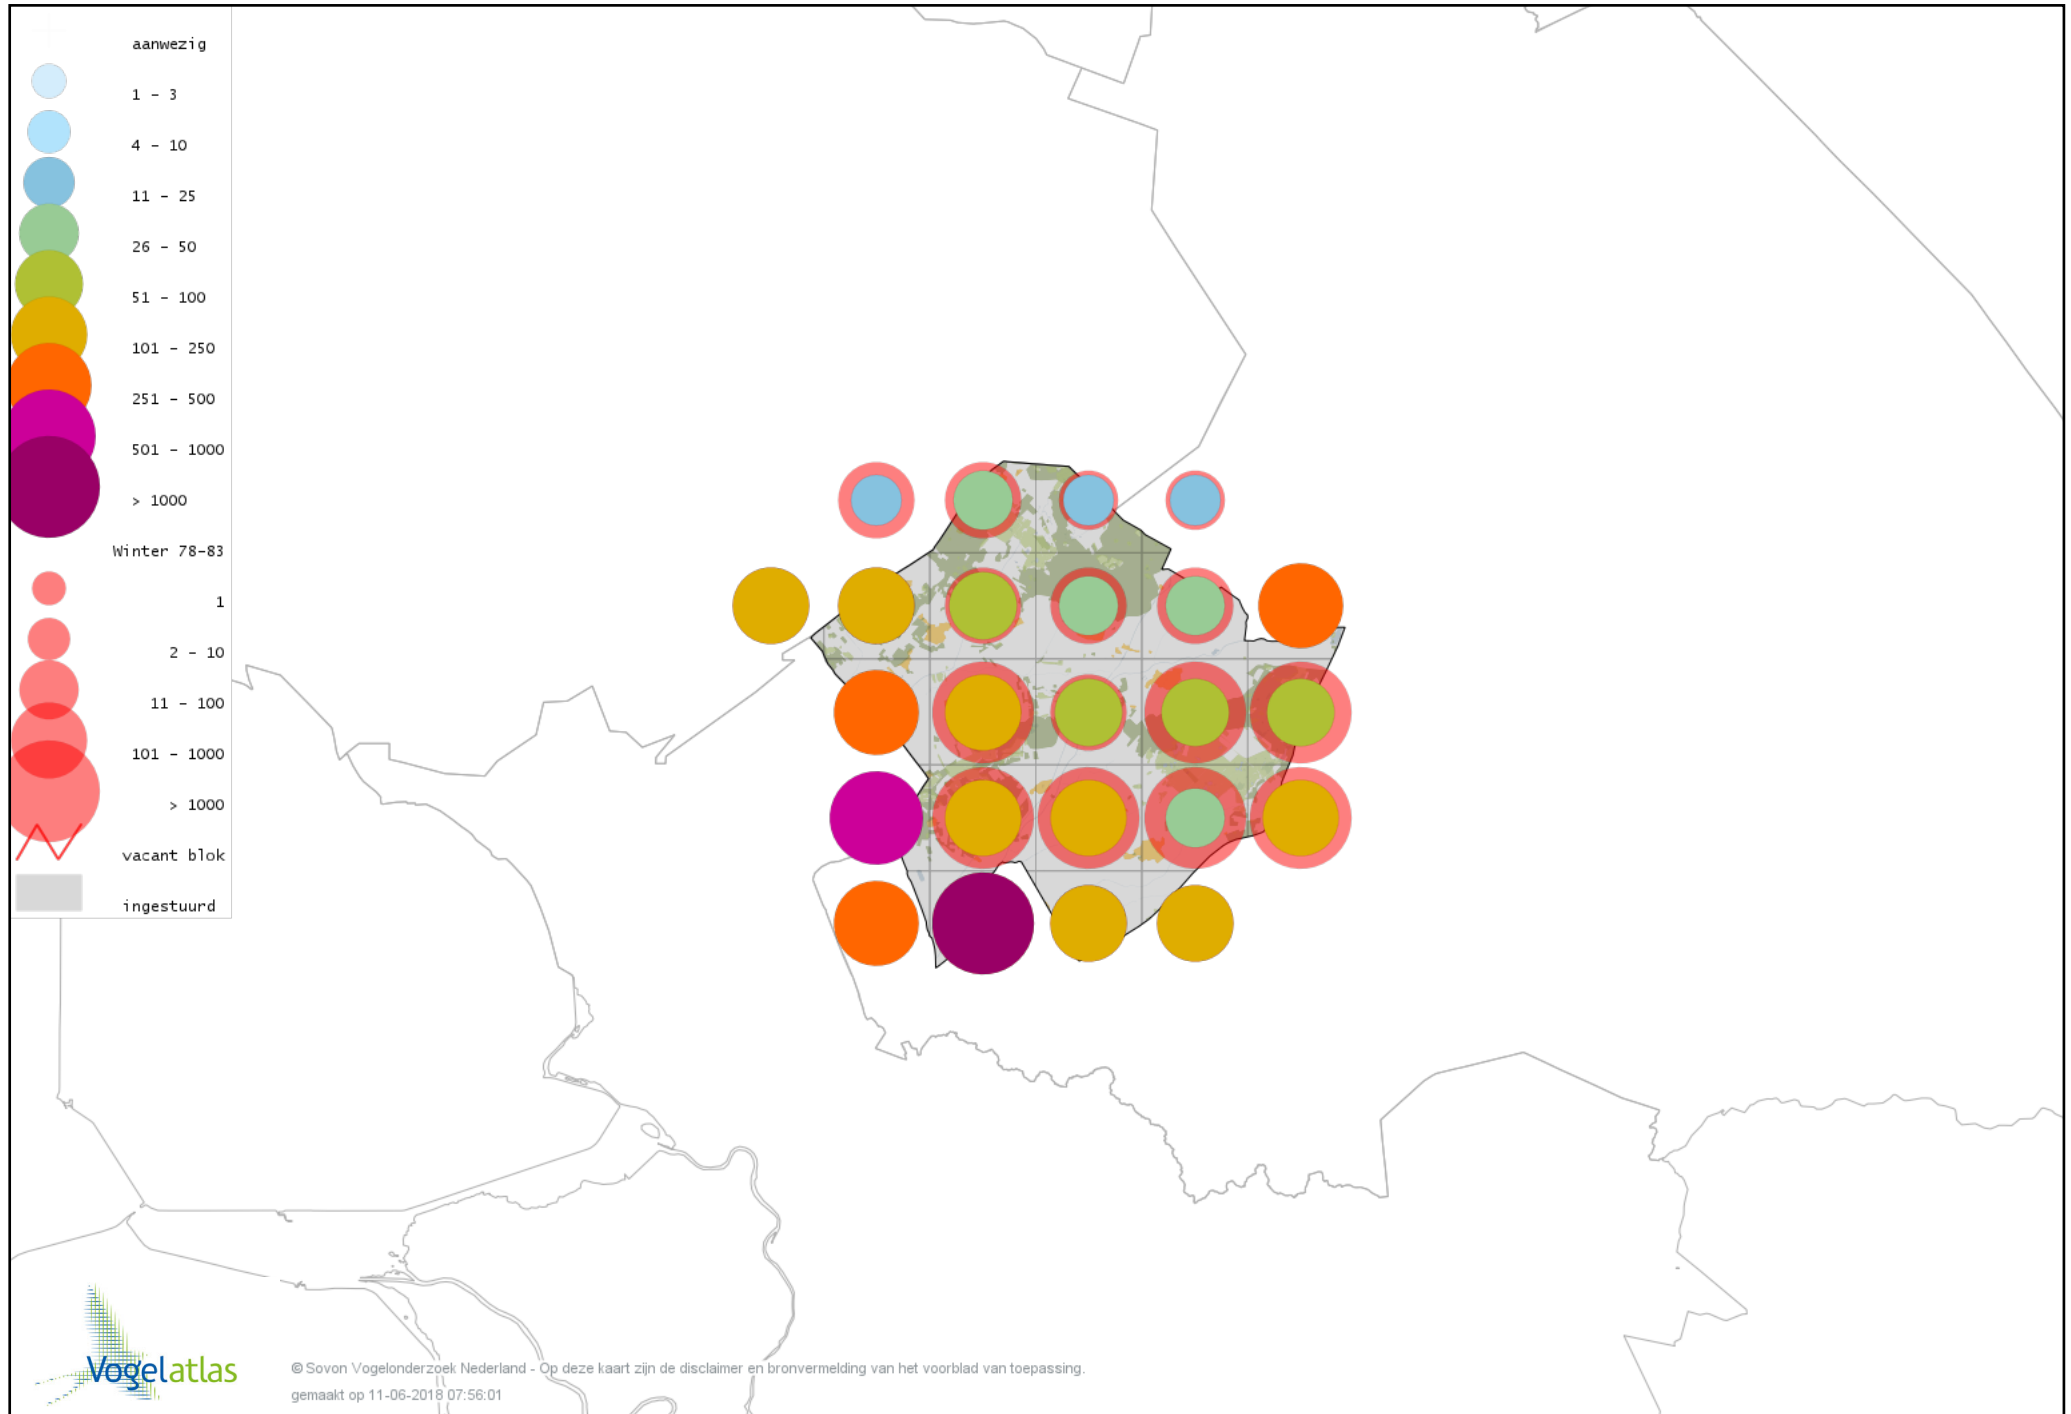 aanwezig
1 - 3
4 - 10
11 - 25
26 - 50
51 - 100
101 - 250
251 - 500
501 - 1000
> 1000
Winter 78-83
1
2 - 10
11 - 100
101 - 1000
> 1000
vacant blok
ingestuurd
Vogelatlas
© Sovon Vogelonderzoek Nederland - Op deze kaart zijn de disclaimer en bronvermelding van het voorblad van toepassing.
gemaakt op 11-06-2018 07:56:01